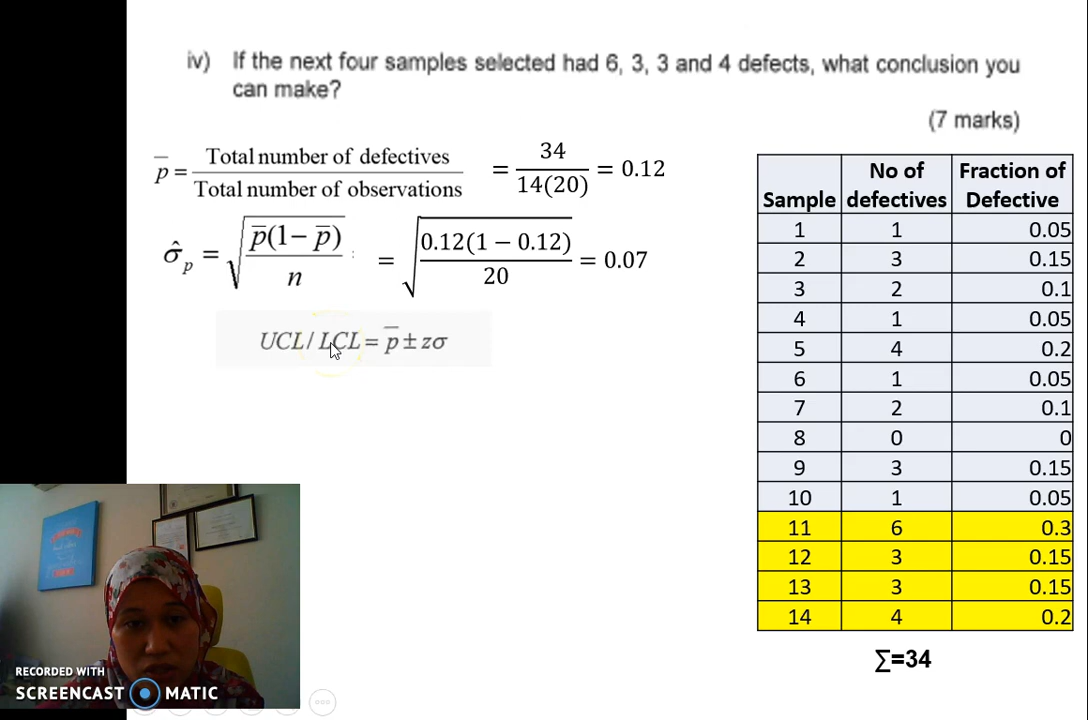 iv) If the next four samples selected had 6, 3, 3 and 4 defects, what conclusion you
can make?
(7 marks)
p̅ = Total number of defectives / Total number of observations = 34 / 14(20) = 0.12
σ̂p = √(p̅(1 − p̅) / n) = √(0.12(1 − 0.12) / 20) = 0.07
UCL / LCL = p̅ ± zσ
Sample No of defectives Fraction of Defective
1 1 0.05
2 3 0.15
3 2 0.1
4 1 0.05
5 4 0.2
6 1 0.05
7 2 0.1
8 0 0
9 3 0.15
10 1 0.05
11 6 0.3
12 3 0.15
13 3 0.15
14 4 0.2
∑=34
RECORDED WITH
SCREENCAST MATIC